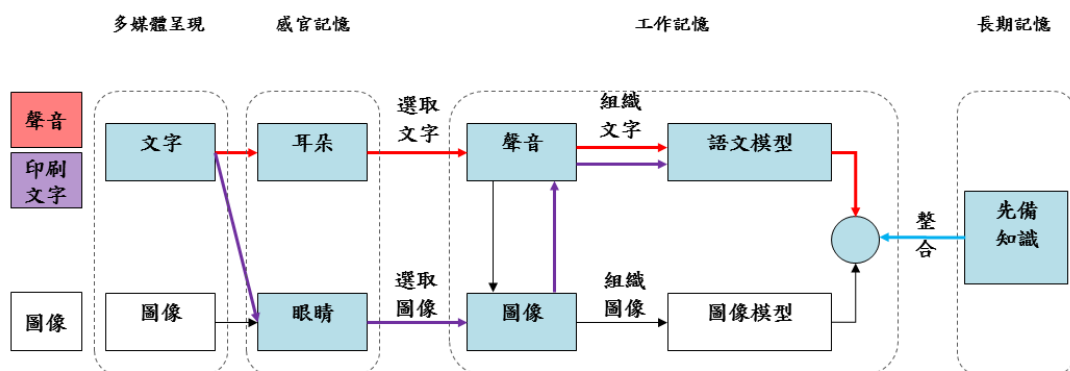 多媒體呈現
感官記憶
工作記憶
長期記憶
聲音
印刷
文字
圖像
文字
圖像
耳朵
眼睛
選取
文字
選取
圖像
聲音
圖像
組織
文字
組織
圖像
語文模型
圖像模型
整
合
先備
知識